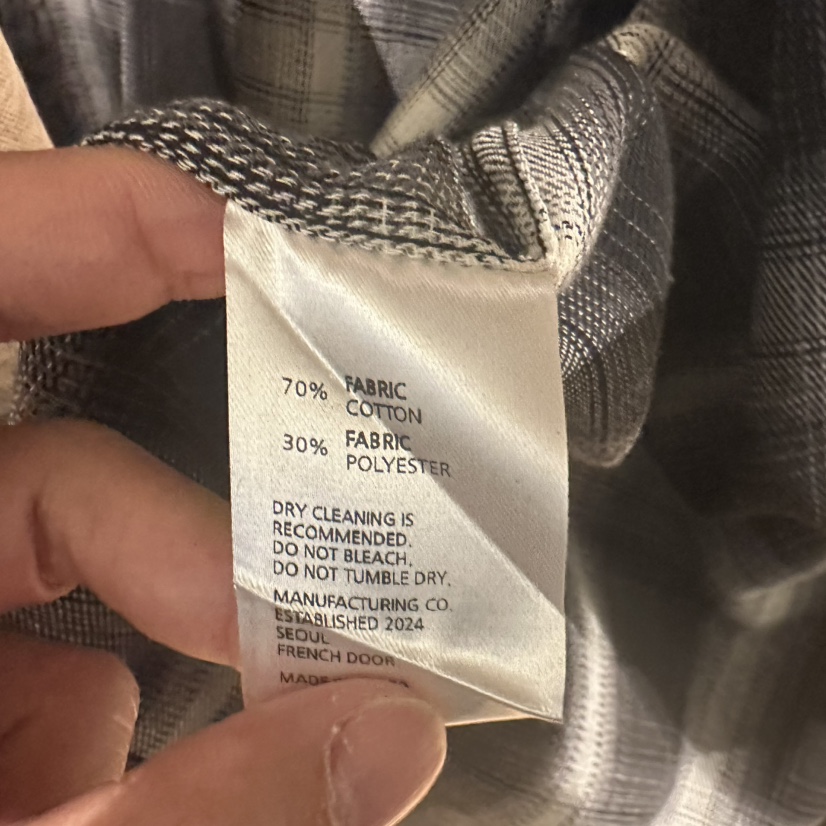 70% FABRIC
COTTON
30% FABRIC
POLYESTER
DRY CLEANING IS
RECOMMENDED.
DO NOT BLEACH.
DO NOT TUMBLE DRY.
MANUFACTURING CO.
ESTABLISHED 2024
SEOUL
FRENCH DOOR
MADE